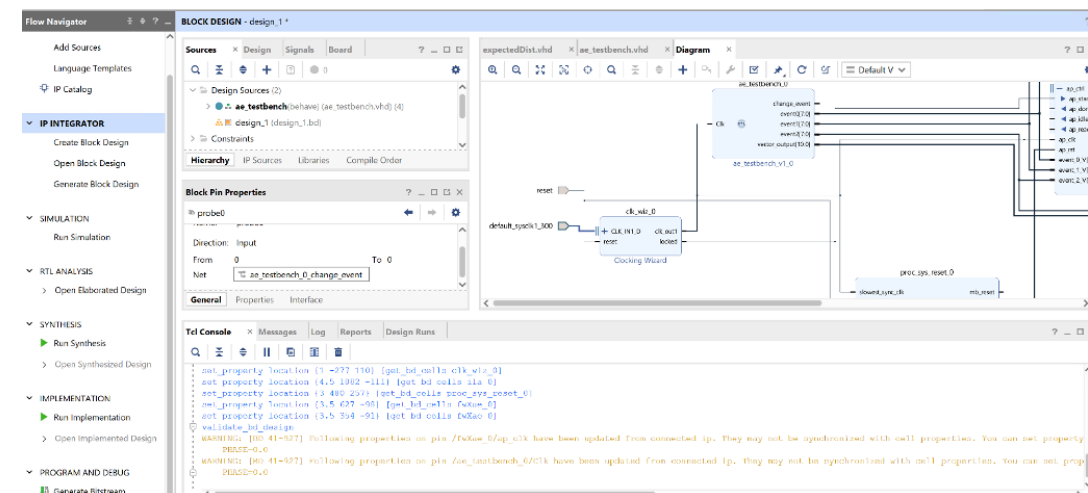 Flow Navigator
Add Sources
Language Templates
IP Catalog
IP INTEGRATOR
Create Block Design
Open Block Design
Generate Block Design
SIMULATION
Run Simulation
RTL ANALYSIS
Open Elaborated Design
SYNTHESIS
Run Synthesis
Open Synthesized Design
IMPLEMENTATION
Run Implementation
Open Implemented Design
PROGRAM AND DEBUG
Generate Bitstream
BLOCK DESIGN - design_1 *
Sources Design Signals Board
0
Design Sources (2)
ae_testbench(behave) (ae_testbench.vhd) (4)
design_1 (design_1.bd)
Constraints
Hierarchy IP Sources Libraries Compile Order
Block Pin Properties
probe0
Direction: Input
From 0 To 0
Net ae_testbench_0_change_event
General Properties Interface
expectedDist.vhd ae_testbench.vhd Diagram
Default V
ae_testbench_0
change_event
event0[7:0]
Clk event1[7:0]
event2[7:0]
vector_output[10:0]
ae_testbench_v1_0
ap_ctrl
ap_clk
ap_rst
reset
clk_wiz_0
default_sysclk1_300
CLK_IN1_D clk_out1
reset locked
Clocking Wizard
proc_sys_reset_0
slowest_sync_clk mb_reset
Tcl Console Messages Log Reports Design Runs
set_property location {1 -277 110} [get_bd_cells clk_wiz_0]
set_property location {4.5 1082 -111} [get_bd_cells ila_0]
set_property location {3 480 257} [get_bd_cells proc_sys_reset_0]
set_property location {3.5 627 -98} [get_bd_cells fwXue_0]
set_property location {3.5 354 -91} [get_bd_cells fwXao_0]
validate_bd_design
WARNING: [BD 41-927] Following properties on pin /fwXue_0/ap_clk have been updated from connected ip. They may not be synchronized with cell properties. You can set property
PHASE=0.0
WARNING: [BD 41-927] Following properties on pin /ae_testbench_0/Clk have been updated from connected ip. They may not be synchronized with cell properties. You can set prop
PHASE=0.0